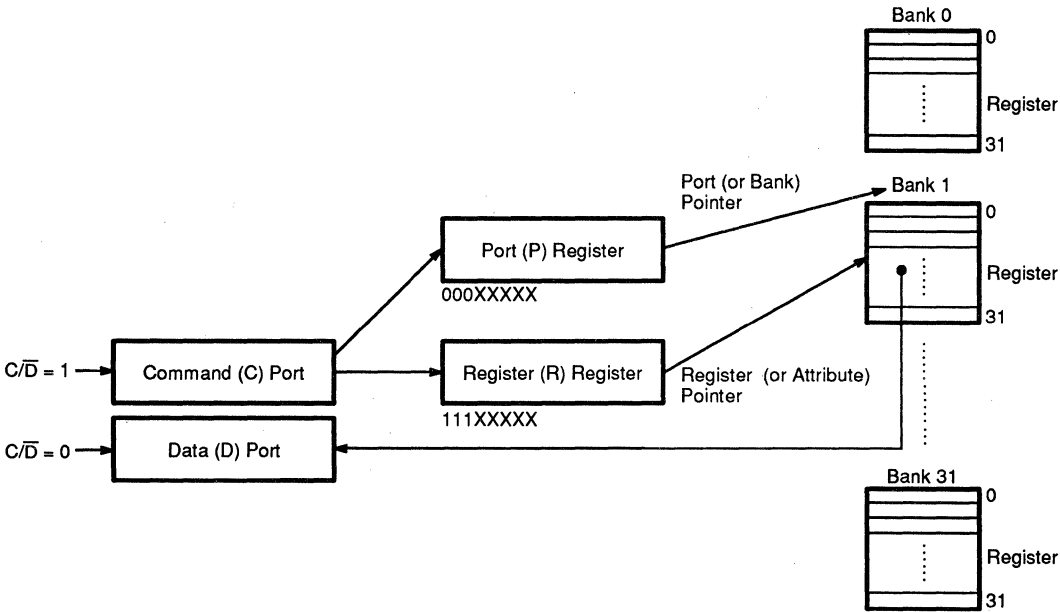 Bank 0
0
Register
31
Port (or Bank)
Pointer
Bank 1
0
Register
31
Port (P) Register
000XXXXX
C/D̅ = 1
Command (C) Port
Register (R) Register
111XXXXX
Register (or Attribute)
Pointer
C/D̅ = 0
Data (D) Port
Bank 31
0
Register
31